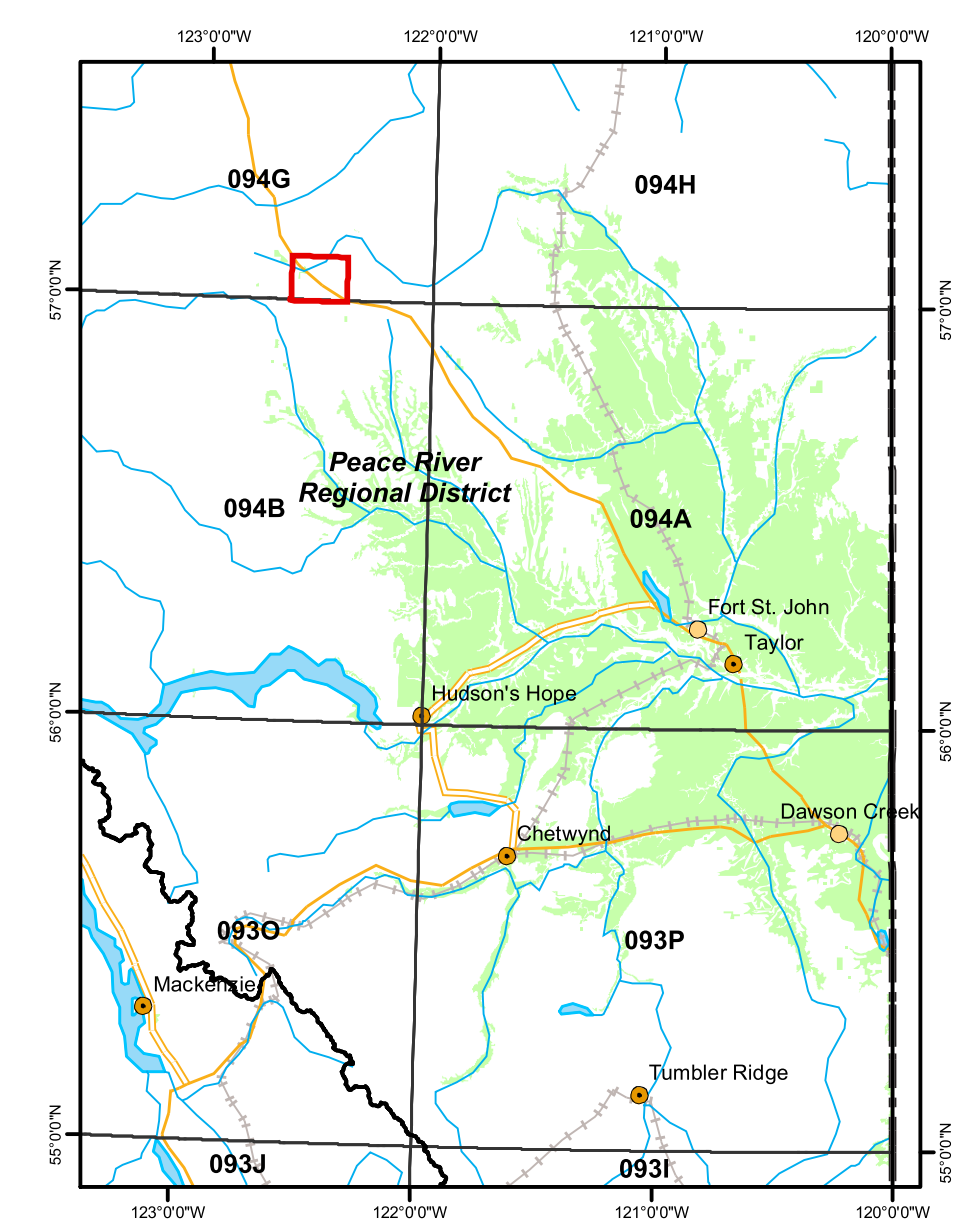 123°0'0"W
122°0'0"W
121°0'0"W
120°0'0"W
094G
094H
57°0'0"N
57°0'0"N
Peace River
Regional District
094B
094A
Fort St. John
Taylor
Hudson's Hope
56°0'0"N
56°0'0"N
Dawson Creek
Chetwynd
093O
093P
Mackenzie
Tumbler Ridge
55°0'0"N
55°0'0"N
093J
093I
123°0'0"W
122°0'0"W
121°0'0"W
120°0'0"W